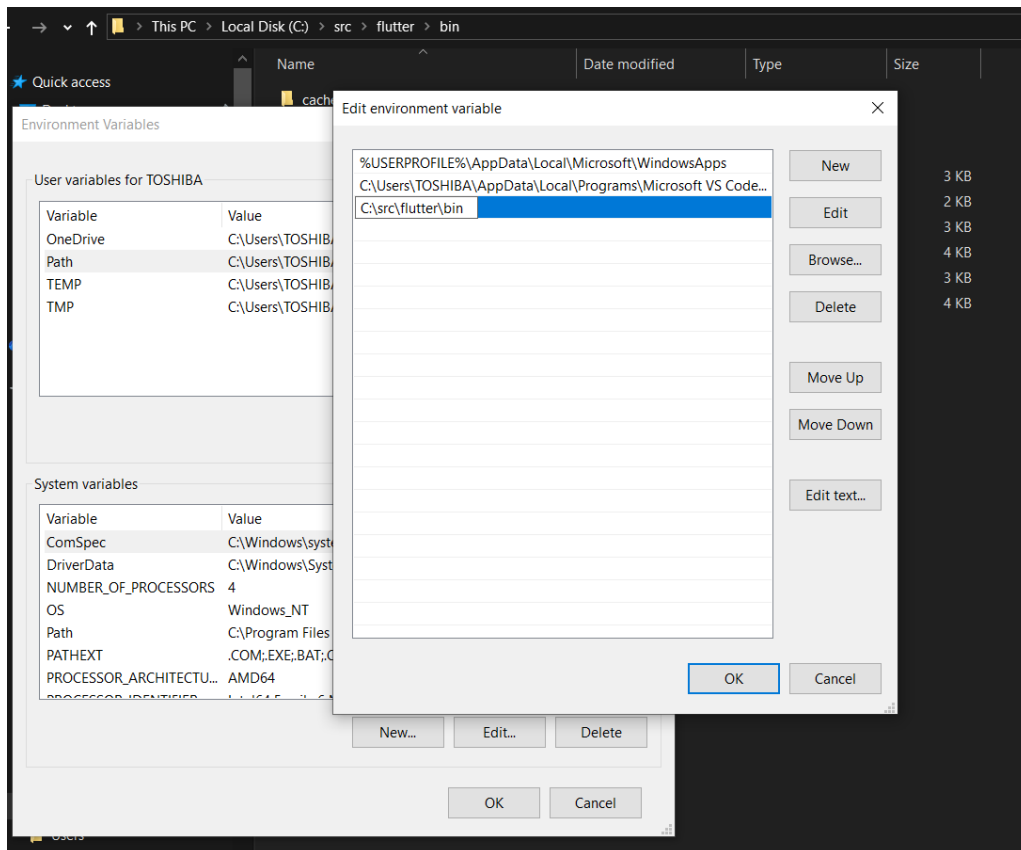 This PC > Local Disk (C:) > src > flutter > bin
Name Date modified Type Size
Quick access
Environment Variables
User variables for TOSHIBA
Variable Value
OneDrive C:\Users\TOSHIB
Path C:\Users\TOSHIB
TEMP C:\Users\TOSHIB
TMP C:\Users\TOSHIB
System variables
Variable Value
ComSpec C:\Windows\syst
DriverData C:\Windows\Syst
NUMBER_OF_PROCESSORS 4
OS Windows_NT
Path C:\Program Files
PATHEXT .COM;.EXE;.BAT;.
PROCESSOR_ARCHITECTU... AMD64
New... Edit... Delete
OK Cancel
Edit environment variable
%USERPROFILE%\AppData\Local\Microsoft\WindowsApps
C:\Users\TOSHIBA\AppData\Local\Programs\Microsoft VS Code...
C:\src\flutter\bin
New
Edit
Browse...
Delete
Move Up
Move Down
Edit text...
OK Cancel
3 KB
2 KB
3 KB
4 KB
3 KB
4 KB